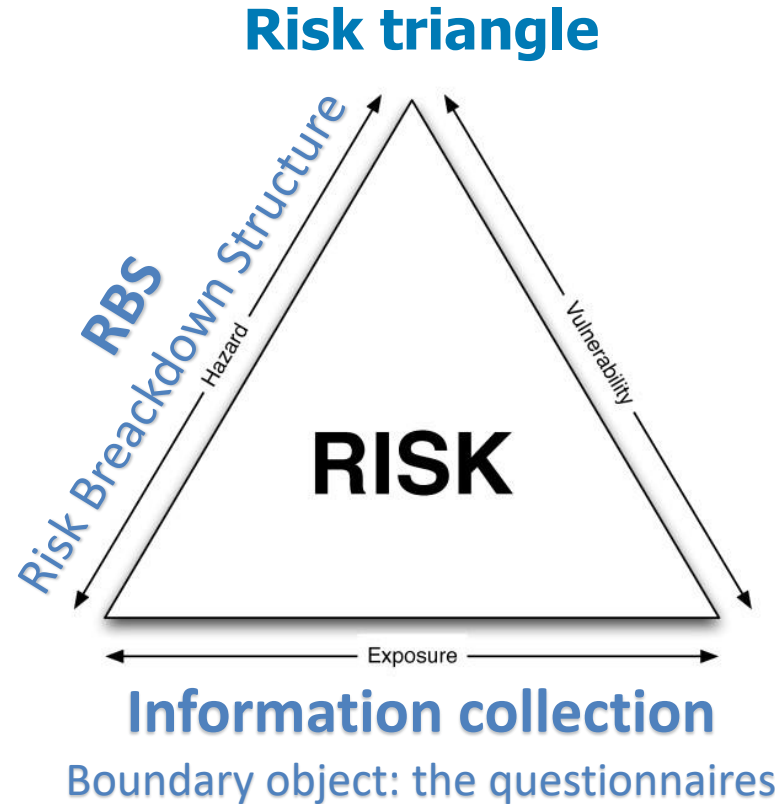 Risk triangle
RBS
Risk Breackdown Structure
Hazard
Vulnerability
RISK
Exposure
Information collection
Boundary object: the questionnaires